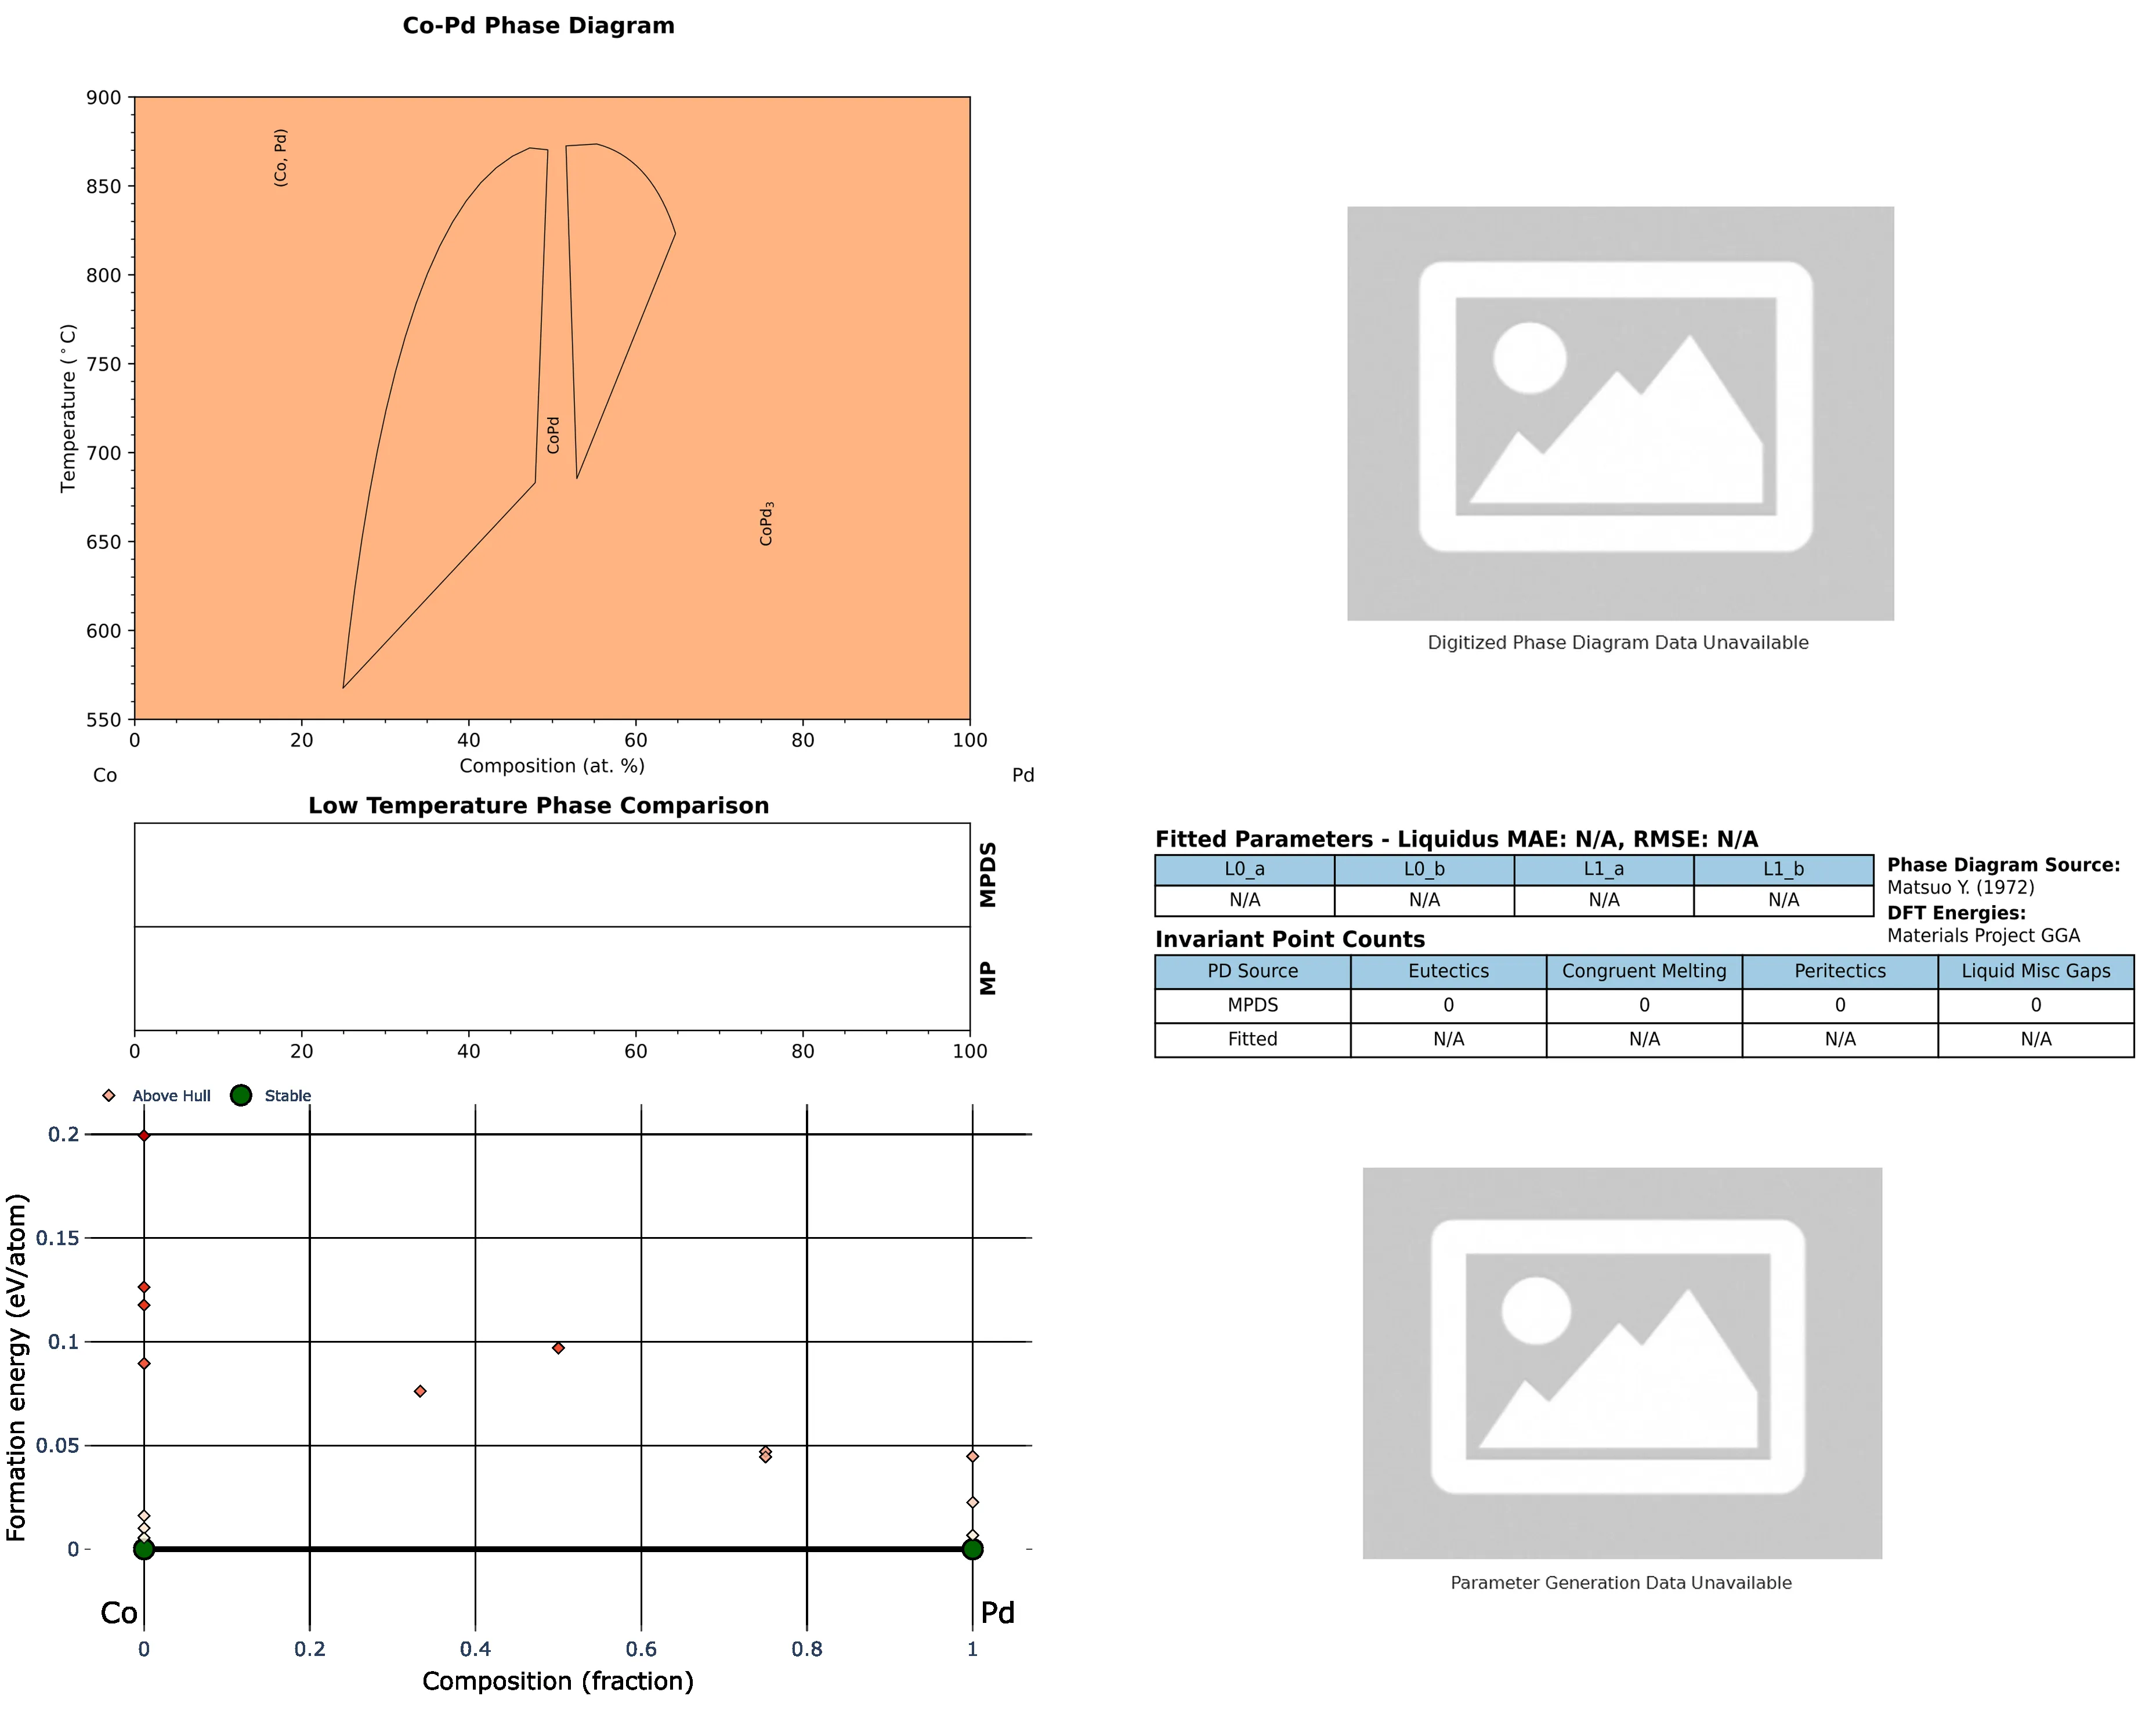 Co-Pd Phase Diagram
900
850
800
750
700
650
600
550
Temperature (°C)
(Co, Pd)
CoPd
CoPd₃
0 20 40 60 80 100
Co Composition (at. %) Pd
Digitized Phase Diagram Data Unavailable
Low Temperature Phase Comparison
MPDS
MP
0 20 40 60 80 100
Fitted Parameters - Liquidus MAE: N/A, RMSE: N/A
L0_a L0_b L1_a L1_b
N/A N/A N/A N/A
Phase Diagram Source:
Matsuo Y. (1972)
DFT Energies:
Materials Project GGA
Invariant Point Counts
PD Source Eutectics Congruent Melting Peritectics Liquid Misc Gaps
MPDS 0 0 0 0
Fitted N/A N/A N/A N/A
Above Hull Stable
0.2
0.15
0.1
0.05
0
Formation energy (eV/atom)
Co Pd
0 0.2 0.4 0.6 0.8 1
Composition (fraction)
Parameter Generation Data Unavailable